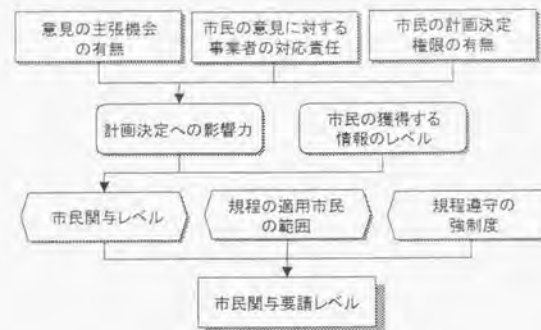 意見の主張機会
の有無
市民の意見に対する
事業者の対応責任
市民の計画決定
権限の有無
計画決定への影響力
市民の獲得する
情報のレベル
市民関与レベル
規程の適用市民
の範囲
規程遵守の
強制度
市民関与要請レベル